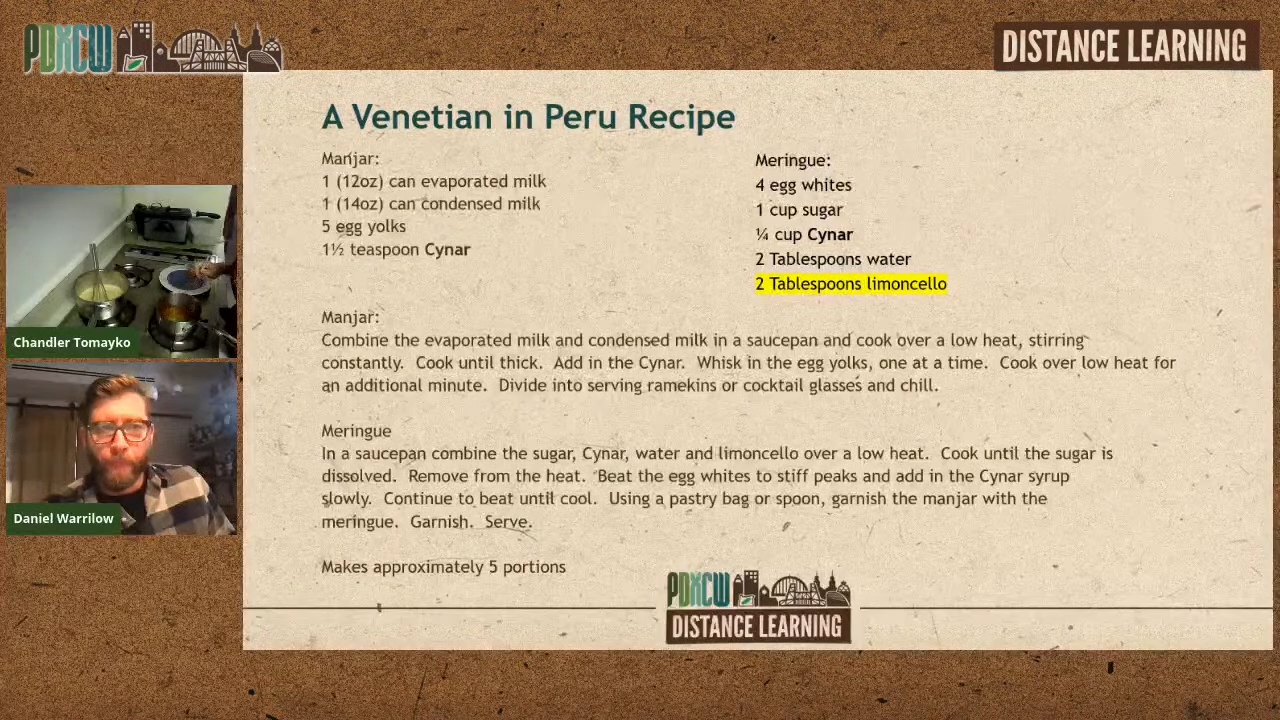 PDXCW
DISTANCE LEARNING
A Venetian in Peru Recipe
Manjar:
1 (12oz) can evaporated milk
1 (14oz) can condensed milk
5 egg yolks
1½ teaspoon Cynar
Meringue:
4 egg whites
1 cup sugar
¼ cup Cynar
2 Tablespoons water
2 Tablespoons limoncello
Manjar:
Combine the evaporated milk and condensed milk in a saucepan and cook over a low heat, stirring
constantly. Cook until thick. Add in the Cynar. Whisk in the egg yolks, one at a time. Cook over low heat for
an additional minute. Divide into serving ramekins or cocktail glasses and chill.
Meringue
In a saucepan combine the sugar, Cynar, water and limoncello over a low heat. Cook until the sugar is
dissolved. Remove from the heat. Beat the egg whites to stiff peaks and add in the Cynar syrup
slowly. Continue to beat until cool. Using a pastry bag or spoon, garnish the manjar with the
meringue. Garnish. Serve.
Makes approximately 5 portions
Chandler Tomayko
Daniel Warrilow
PDXCW
DISTANCE LEARNING